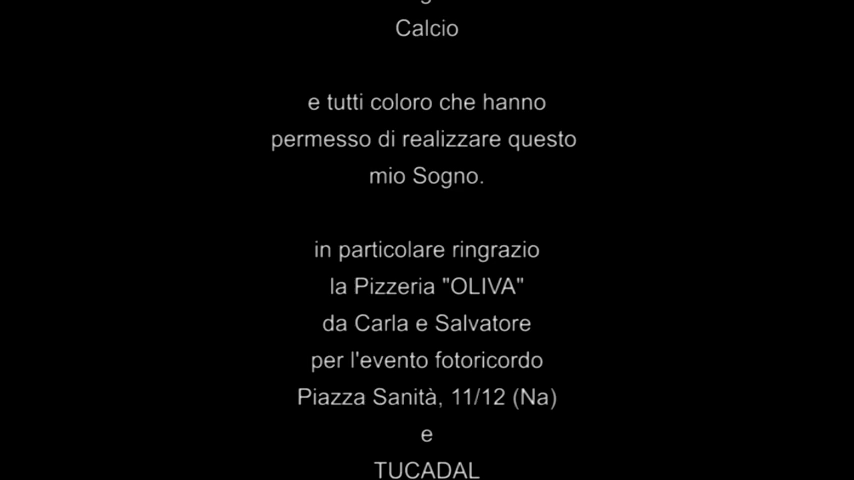 Calcio
e tutti coloro che hanno
permesso di realizzare questo
mio Sogno.
in particolare ringrazio
la Pizzeria "OLIVA"
da Carla e Salvatore
per l'evento fotoricordo
Piazza Sanità, 11/12 (Na)
e
TUCADAL